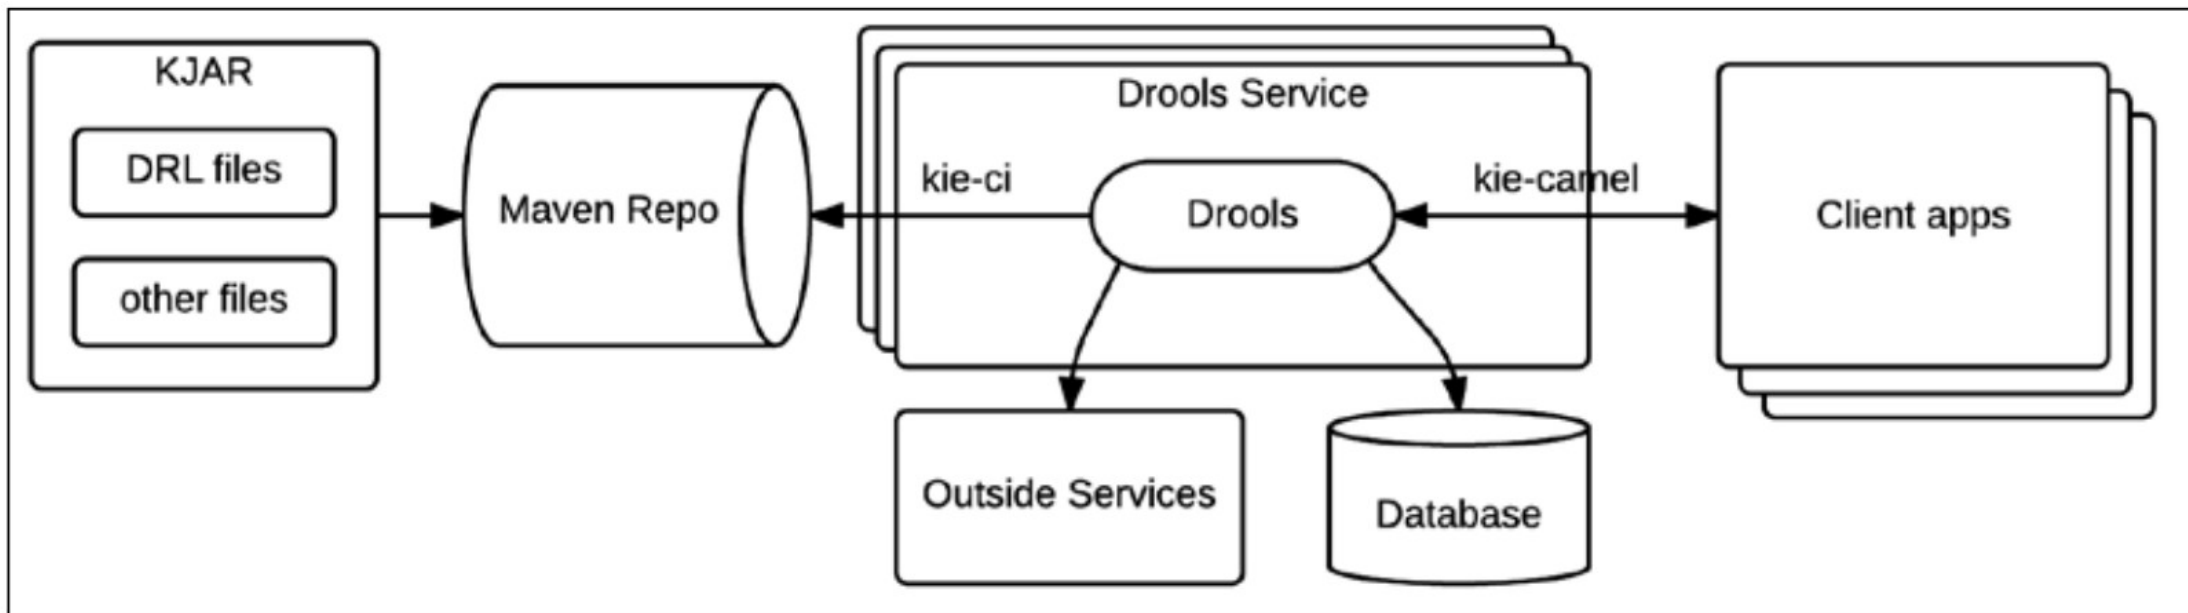 KJAR
DRL files
other files
Maven Repo
Drools Service
kie-ci
Drools
kie-camel
Client apps
Outside Services
Database